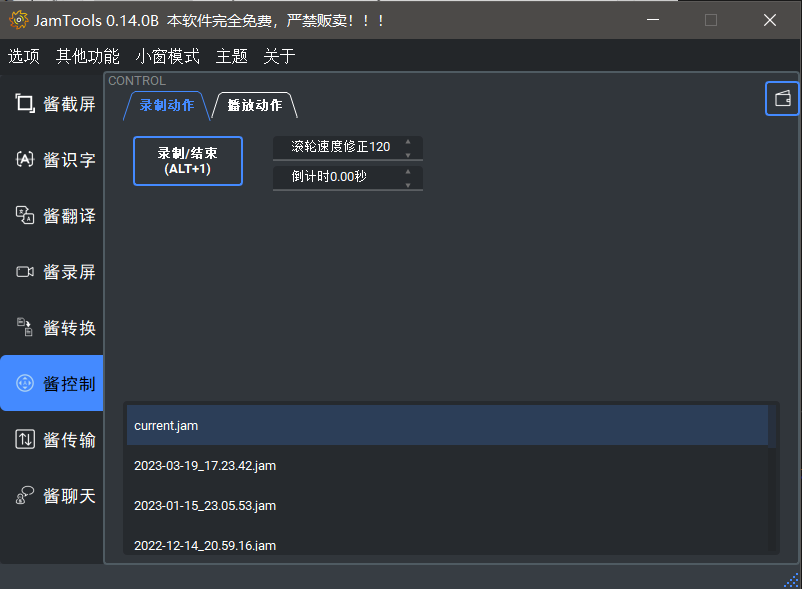 JamTools 0.14.0B 本软件完全免费，严禁贩卖！！！
选项 其他功能 小窗模式 主题 关于
CONTROL
酱截屏
酱识字
酱翻译
酱录屏
酱转换
酱控制
酱传输
酱聊天
录制动作 播放动作
录制/结束
(ALT+1)
滚轮速度修正120
倒计时0.00秒
current.jam
2023-03-19_17.23.42.jam
2023-01-15_23.05.53.jam
2022-12-14_20.59.16.jam